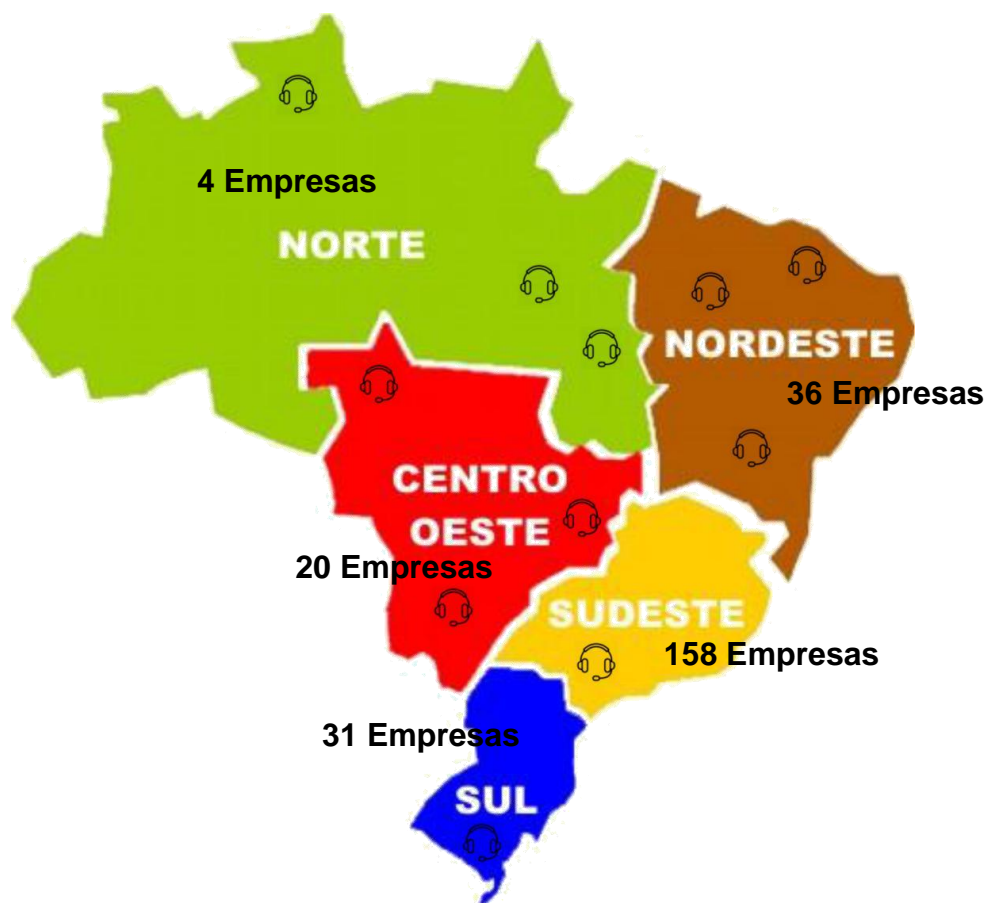 4 Empresas
NORTE
NORDESTE
36 Empresas
CENTRO
OESTE
20 Empresas
SUDESTE
158 Empresas
31 Empresas
SUL